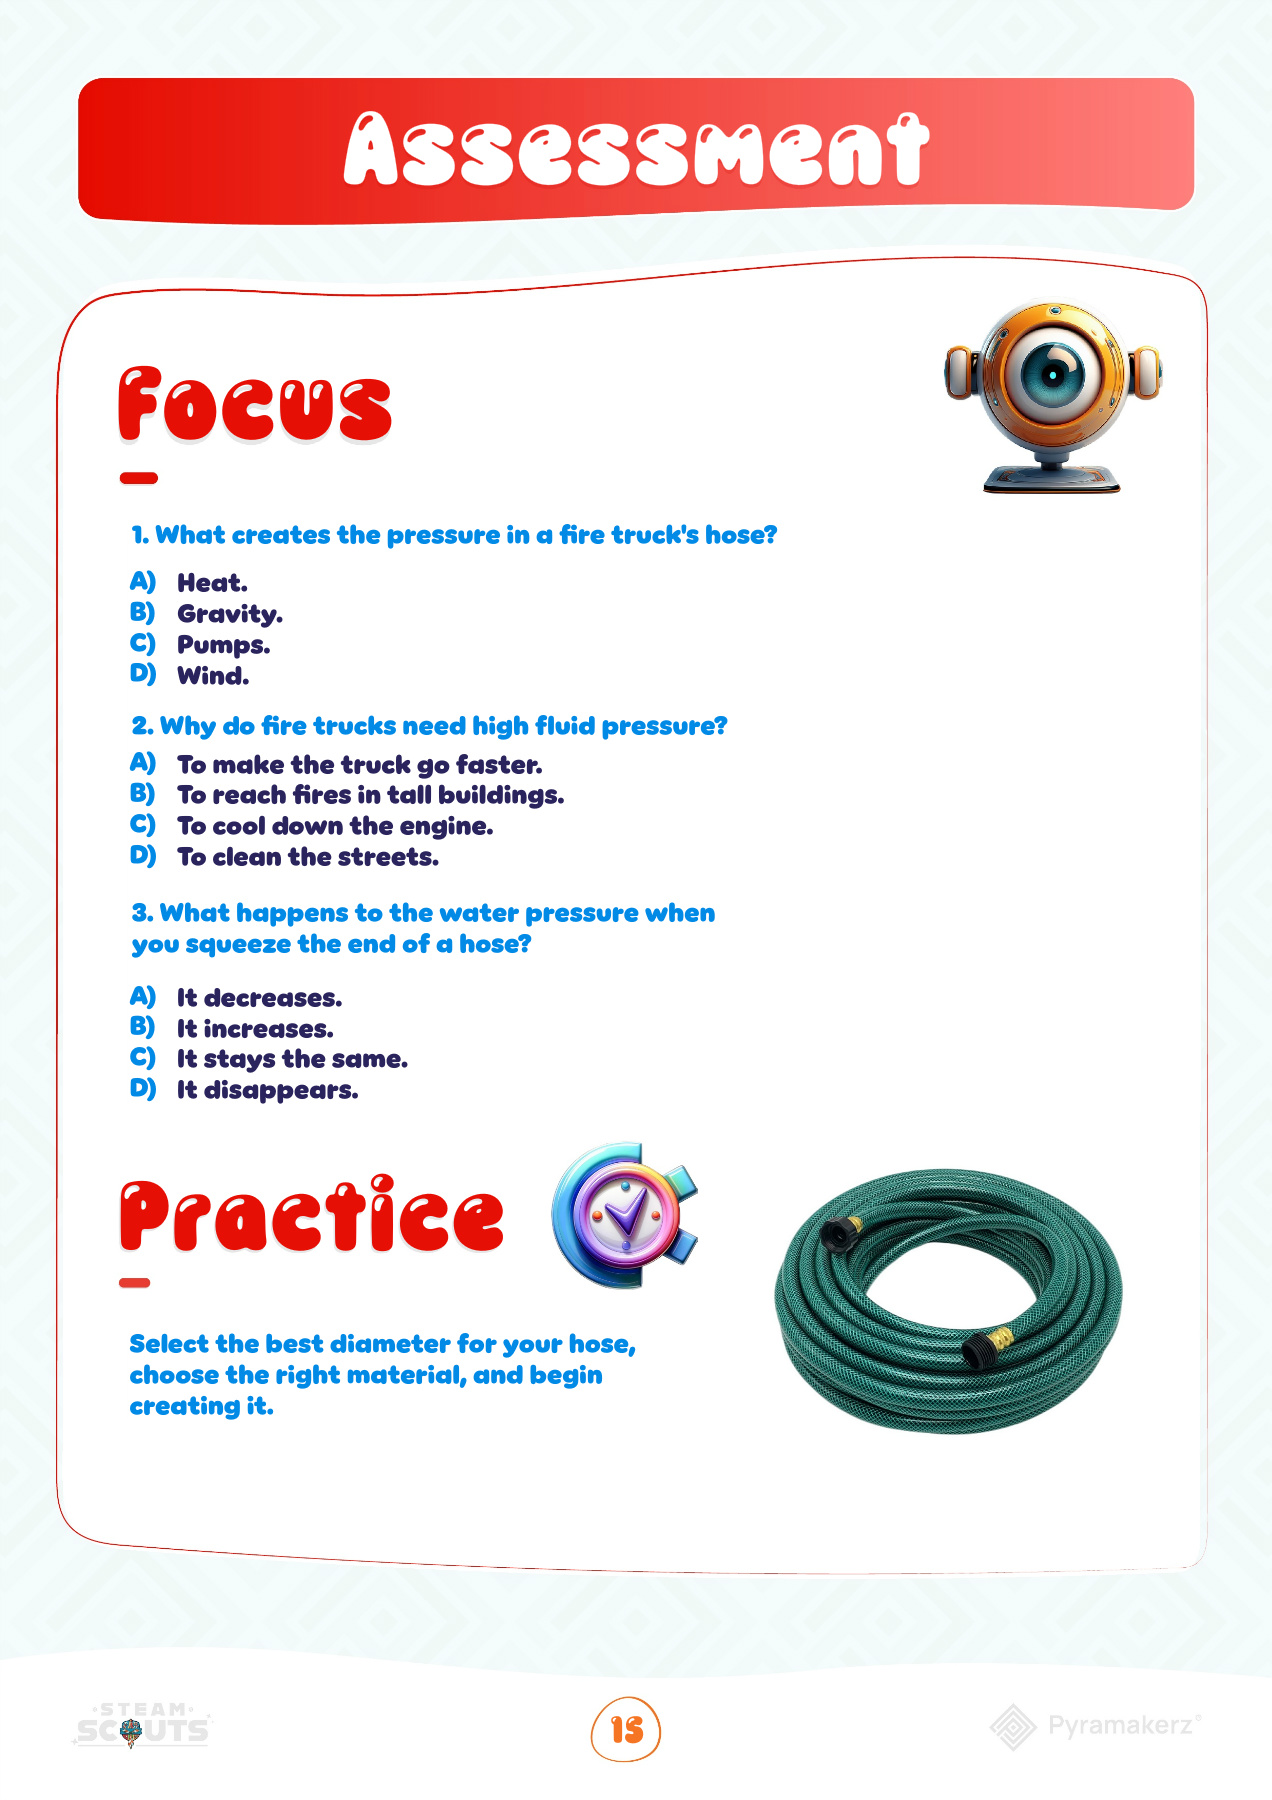 Assessment
Focus
1. What creates the pressure in a fire truck's hose?
A) Heat.
B) Gravity.
C) Pumps.
D) Wind.
2. Why do fire trucks need high fluid pressure?
A) To make the truck go faster.
B) To reach fires in tall buildings.
C) To cool down the engine.
D) To clean the streets.
3. What happens to the water pressure when
you squeeze the end of a hose?
A) It decreases.
B) It increases.
C) It stays the same.
D) It disappears.
Practice
Select the best diameter for your hose,
choose the right material, and begin
creating it.
STEAM
SCOUTS
15
Pyramakerz